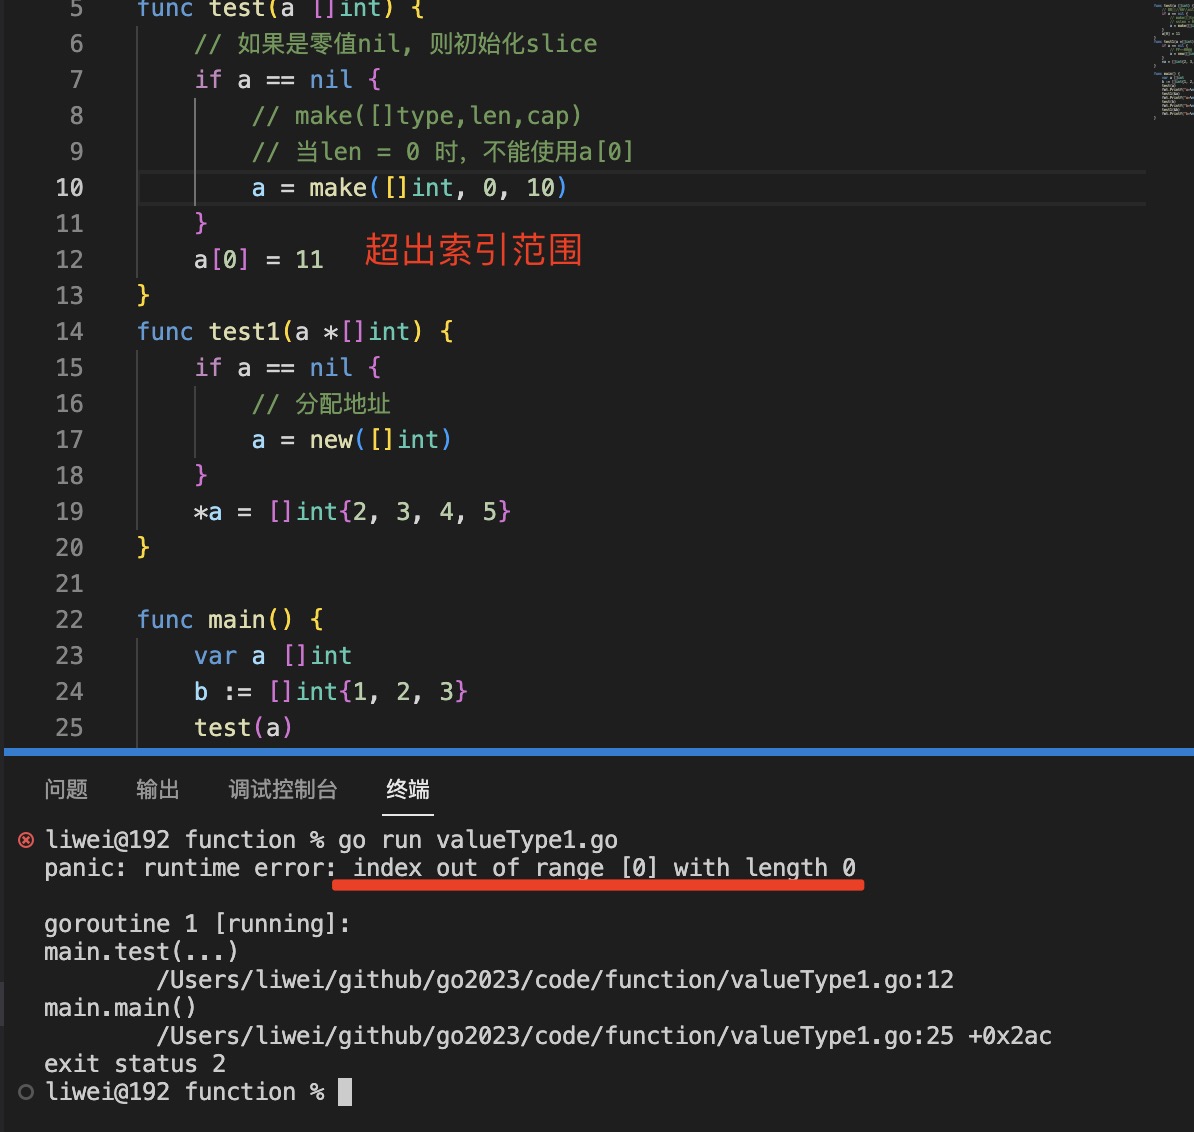 5 func test(a []int) {
6 // 如果是零值nil, 则初始化slice
7 if a == nil {
8 // make([]type,len,cap)
9 // 当len = 0 时，不能使用a[0]
10 a = make([]int, 0, 10)
11 }
12 a[0] = 11 超出索引范围
13 }
14 func test1(a *[]int) {
15 if a == nil {
16 // 分配地址
17 a = new([]int)
18 }
19 *a = []int{2, 3, 4, 5}
20 }
21
22 func main() {
23 var a []int
24 b := []int{1, 2, 3}
25 test(a)
问题 输出 调试控制台 终端
liwei@192 function % go run valueType1.go
panic: runtime error: index out of range [0] with length 0
goroutine 1 [running]:
main.test(...)
/Users/liwei/github/go2023/code/function/valueType1.go:12
main.main()
/Users/liwei/github/go2023/code/function/valueType1.go:25 +0x2ac
exit status 2
liwei@192 function %